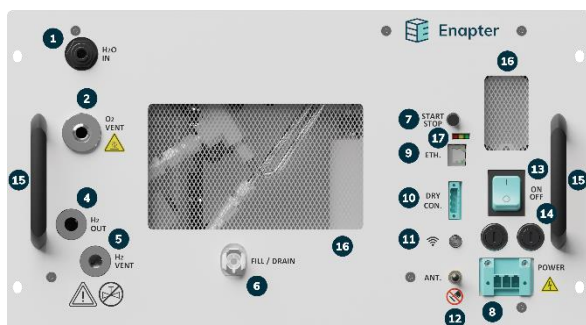 Enapter
1
H₂O
IN
16
2
O₂
VENT
7
START
STOP
17
9
ETH.
13
15
15
10
DRY
CON.
ON
OFF
4
H₂
OUT
14
11
5
H₂
VENT
16
FILL / DRAIN
6
ANT.
POWER
12
8